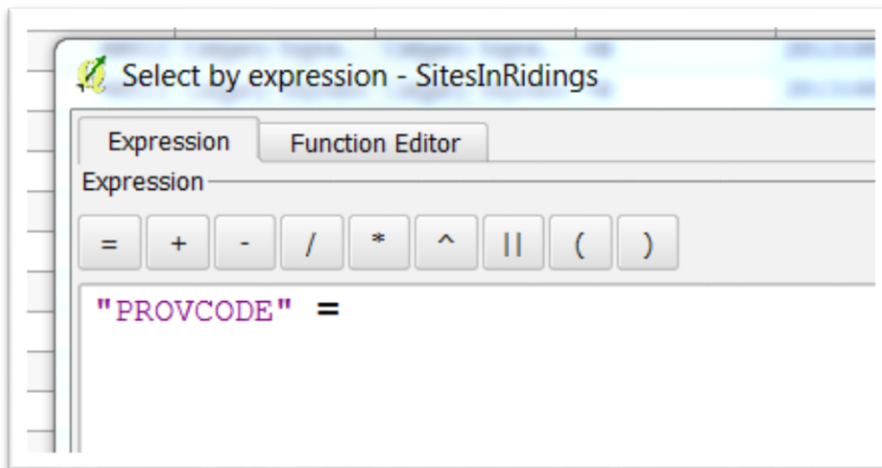 Select by expression - SitesInRidings
Expression Function Editor
Expression
= + - / * ^ || ( )
"PROVCODE" =